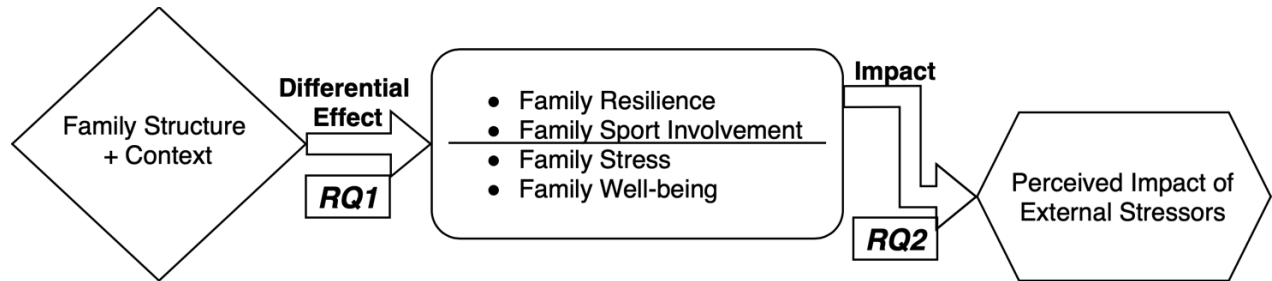 Family Structure
+ Context
Differential
Effect
RQ1
● Family Resilience
● Family Sport Involvement
● Family Stress
● Family Well-being
Impact
RQ2
Perceived Impact of
External Stressors